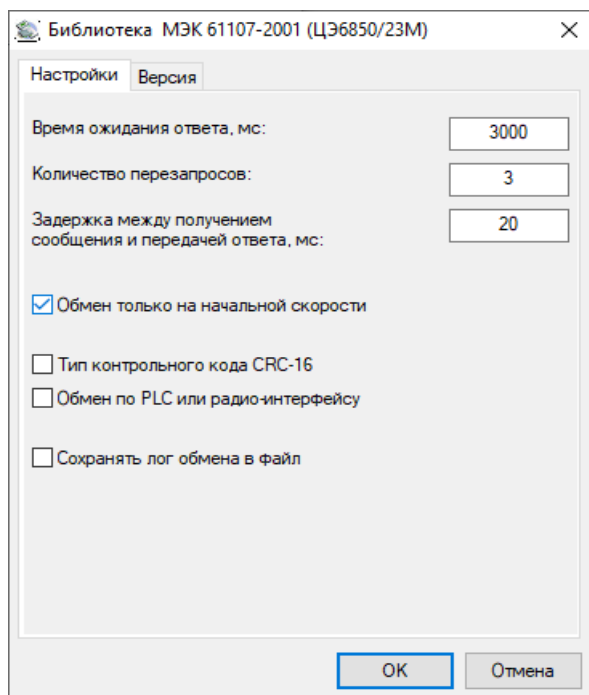 Библиотека МЭК 61107-2001 (ЦЭ6850/23М)
Настройки Версия
Время ожидания ответа, мс: 3000
Количество перезапросов: 3
Задержка между получением
сообщения и передачей ответа, мс: 20
Обмен только на начальной скорости
Тип контрольного кода CRC-16
Обмен по PLC или радио-интерфейсу
Сохранять лог обмена в файл
OK Отмена